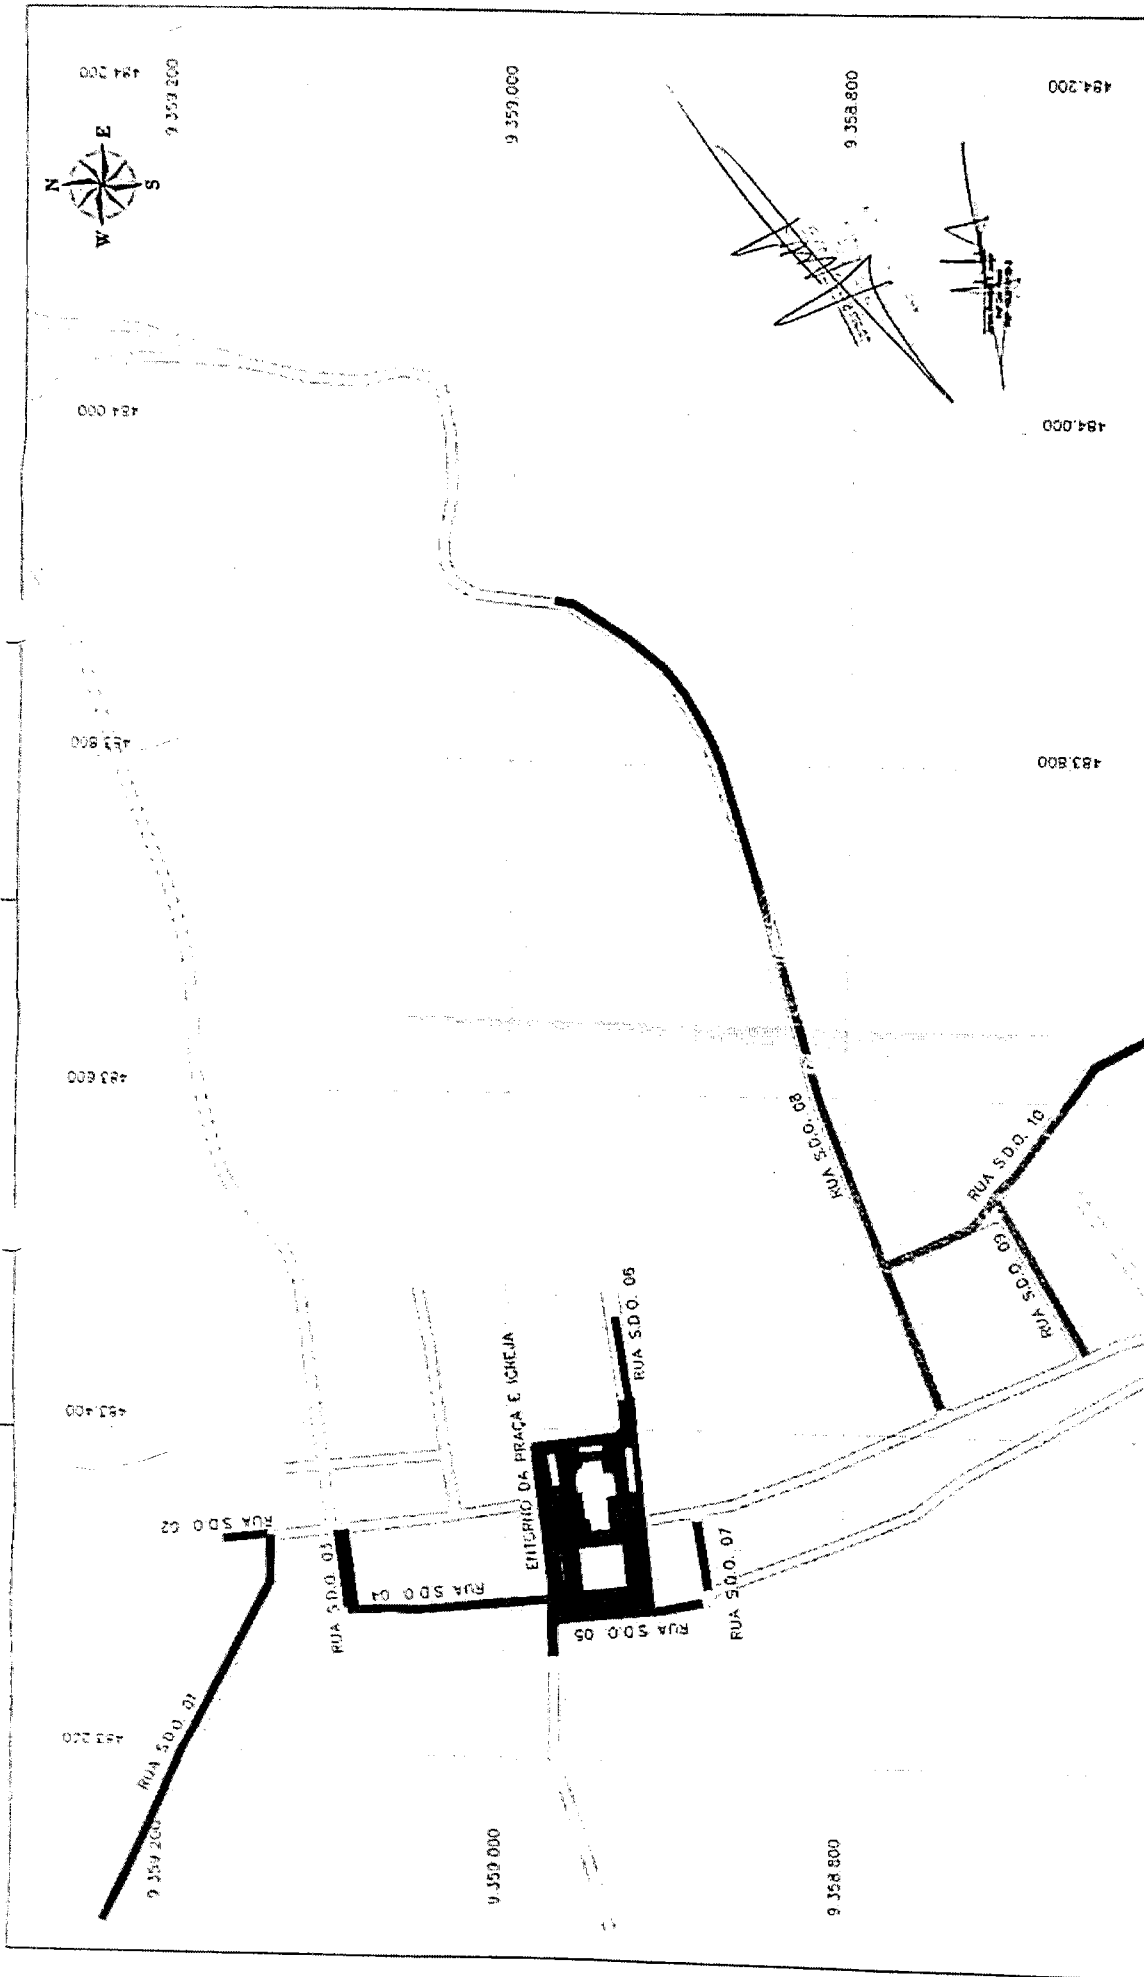 484.200
9.359.200
N
E
S
W
9.359.000
9.358.800
484.200
484.000
484.000
483.800
483.800
483.600
RUA S.D.O. 08
RUA S.D.O. 10
RUA S.D.O. 09
RUA S.D.O. 06
ENTORNO DA PRAÇA E IGREJA
483.400
RUA S.D.O. 02
RUA S.D.O. 03
RUA S.D.O. 04
RUA S.D.O. 05
RUA S.D.O. 07
RUA S.D.O. 01
483.200
9.359.200
9.359.000
9.358.800